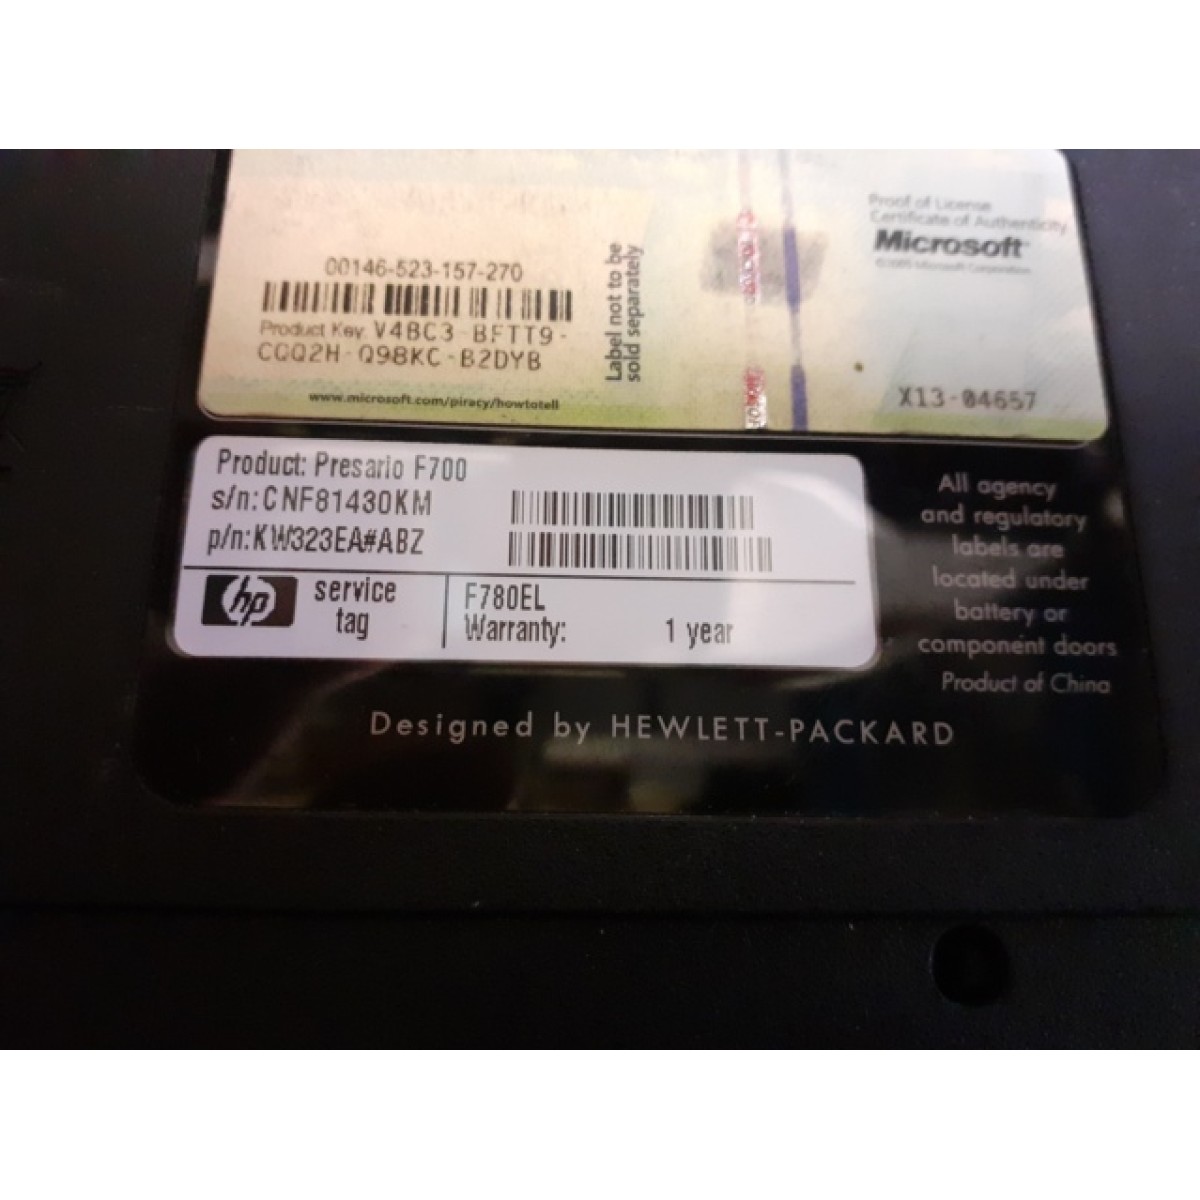 Proof of License
Certificate of Authenticity
Microsoft
©2005 Microsoft Corporation
00146-523-157-270
Product Key: V4BC3-BFTT9-
CQQ2H-Q98KC-B2DYB
www.microsoft.com/piracy/howtotell
Label not to be
sold separately
X13-04657
Product: Presario F700
s/n:CNF81430KM
p/n:KW323EA#ABZ
hp
service
tag
F780EL
Warranty: 1 year
All agency
and regulatory
labels are
located under
battery or
component doors
Product of China
Designed by HEWLETT-PACKARD